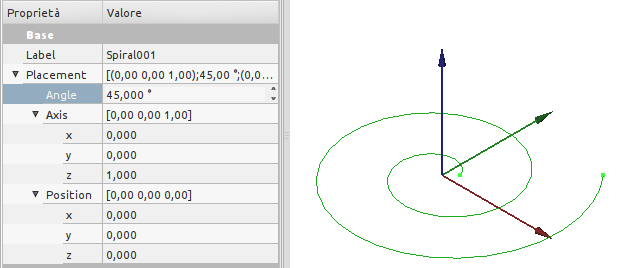 Proprietà Valore
Base
Label Spiral001
Placement [(0,00 0,00 1,00);45,00 °;(0,0...
Angle 45,000 °
Axis [0,00 0,00 1,00]
x 0,000
y 0,000
z 1,000
Position [0,00 0,00 0,00]
x 0,000
y 0,000
z 0,000